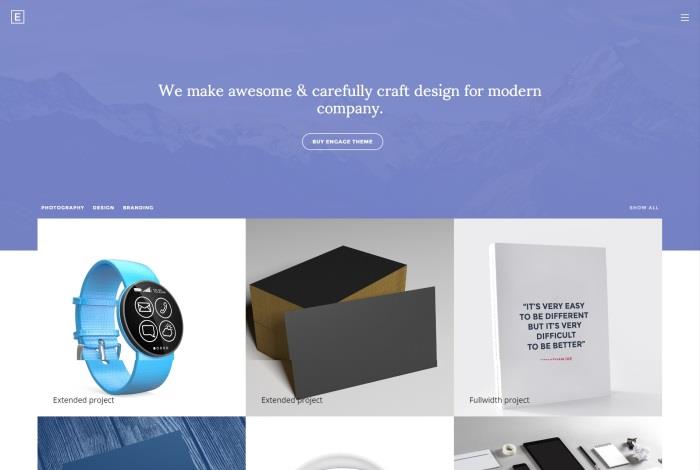 E
We make awesome & carefully craft design for modern
company.
BUY ENGAGE THEME
PHOTOGRAPHY DESIGN BRANDING
SHOW ALL
"IT'S VERY EASY
TO BE DIFFERENT
BUT IT'S VERY
DIFFICULT
TO BE BETTER"
Extended project
Extended project
Fullwidth project